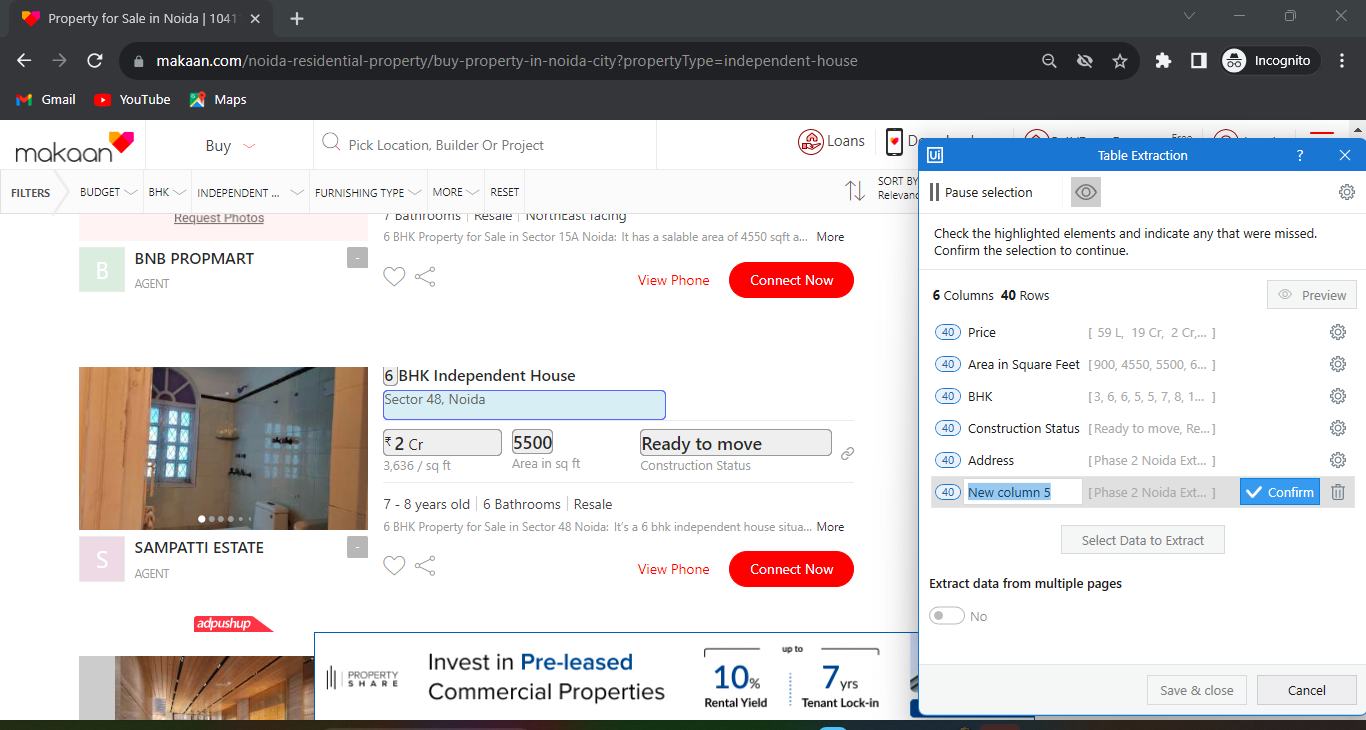 Property for Sale in Noida | 1041
makaan.com/noida-residential-property/buy-property-in-noida-city?propertyType=independent-house
Incognito
Gmail
YouTube
Maps
makaan
Buy
Pick Location, Builder Or Project
Loans
FILTERS
BUDGET
BHK
INDEPENDENT ...
FURNISHING TYPE
MORE
RESET
SORT BY
Relevan
Request Photos
7 Bathrooms
Resale
NorthEast facing
6 BHK Property for Sale in Sector 15A Noida: It has a salable area of 4550 sqft a... More
B
BNB PROPMART
AGENT
-
View Phone
Connect Now
6 BHK Independent House
Sector 48, Noida
₹ 2 Cr
5500
Ready to move
3,636 / sq ft
Area in sq ft
Construction Status
7 - 8 years old
6 Bathrooms
Resale
6 BHK Property for Sale in Sector 48 Noida: It's a 6 bhk independent house situa... More
S
SAMPATTI ESTATE
AGENT
-
View Phone
Connect Now
adpushup
PROPERTY
SHARE
Invest in Pre-leased
Commercial Properties
up to
10%
Rental Yield
7 yrs
Tenant Lock-in
Ui
Table Extraction
?
Pause selection
Check the highlighted elements and indicate any that were missed.
Confirm the selection to continue.
6 Columns 40 Rows
Preview
40 Price [ 59 L, 19 Cr, 2 Cr,... ]
40 Area in Square Feet [900, 4550, 5500, 6... ]
40 BHK [3, 6, 6, 5, 5, 7, 8, 1... ]
40 Construction Status [Ready to move, Re... ]
40 Address [Phase 2 Noida Ext... ]
40 New column 5 [Phase 2 Noida Ext... ] Confirm
Select Data to Extract
Extract data from multiple pages
No
Save & close
Cancel